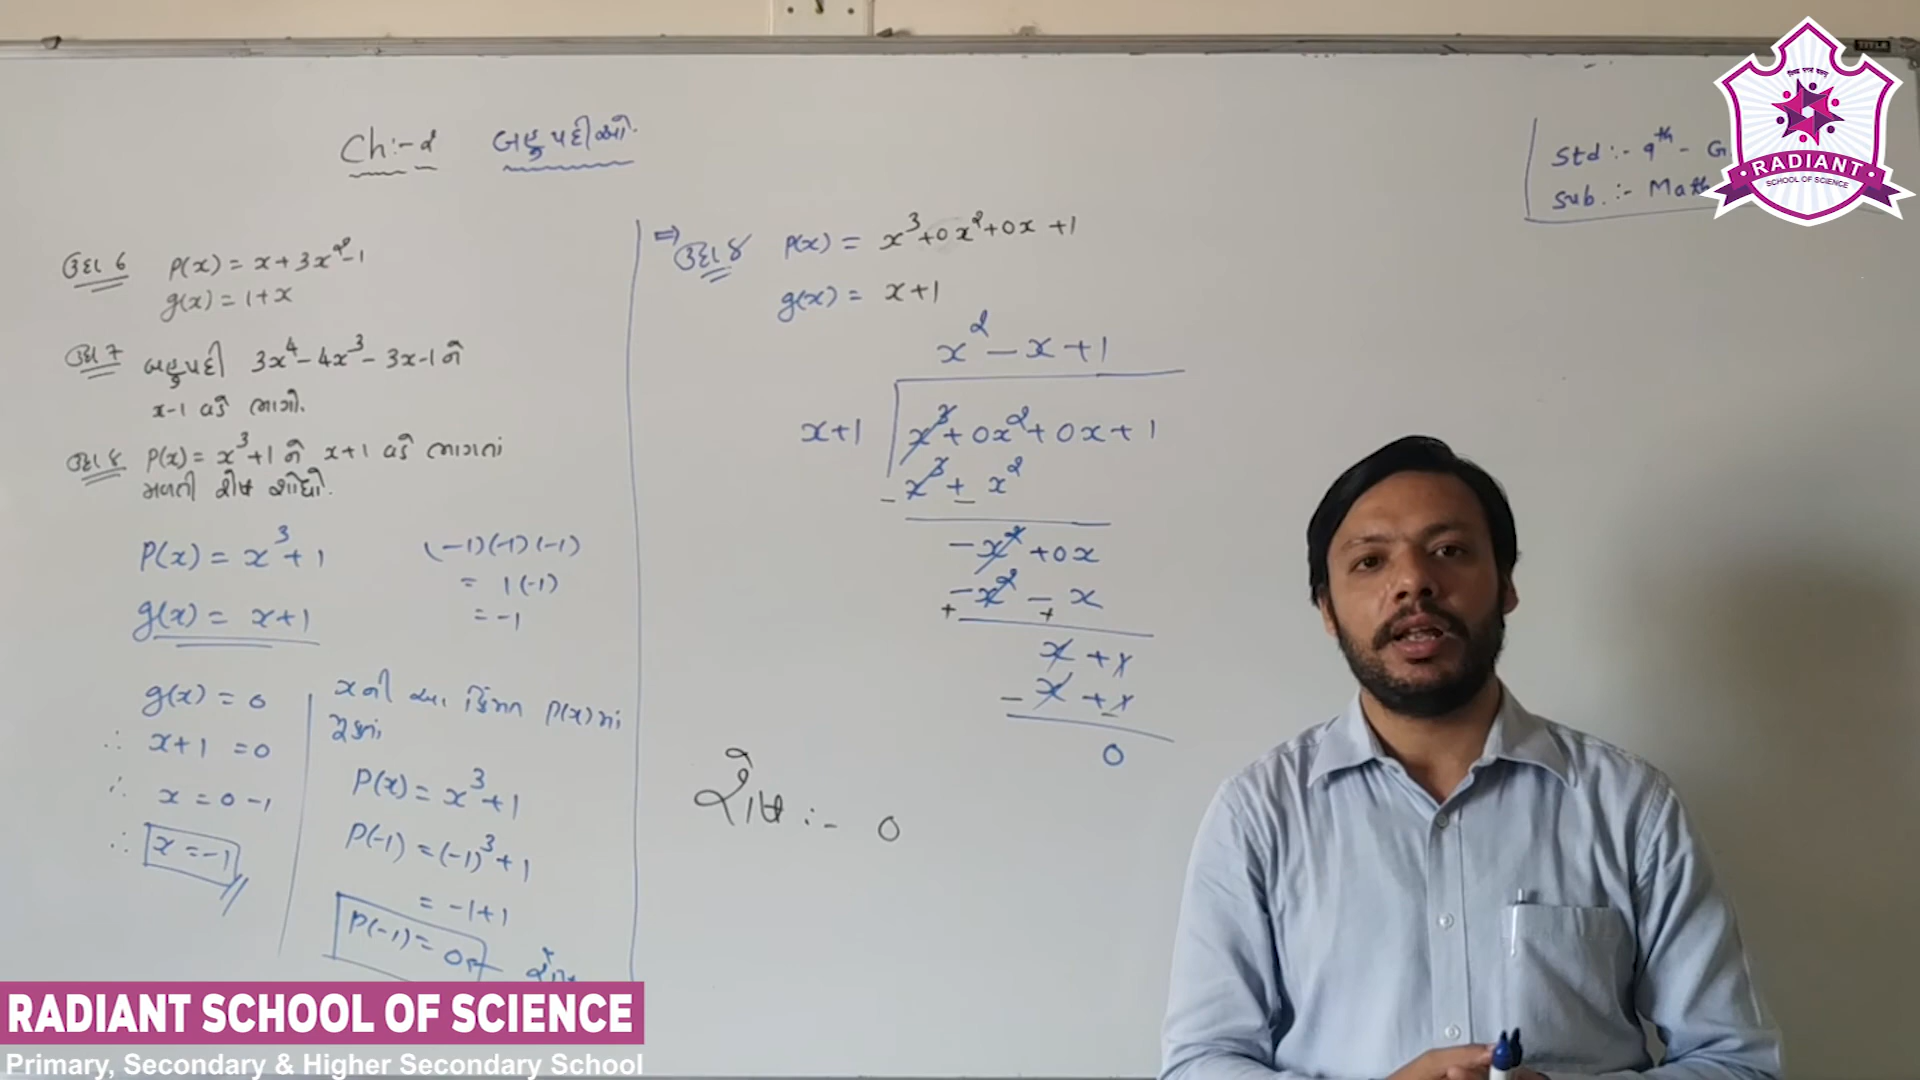 Ch:- 2 બહુપદીઓ.
Std :- 9th - G
Sub. :- Math
ઉદા 6 P(x) = x + 3x² - 1
g(x) = 1 + x
ઉદા 7 બહુપદી 3x⁴ - 4x³ - 3x - 1 ને
x-1 વડે ભાગો.
ઉદા 8 P(x) = x³ + 1 ને x + 1 વડે ભાગતાં
મળતી શેષ શોધો.
P(x) = x³ + 1
g(x) = x + 1
(-1)(-1)(-1)
= 1(-1)
= -1
g(x) = 0
∴ x + 1 = 0
∴ x = 0 - 1
∴ x = -1
x ની આ કિંમત P(x) માં
મુકતાં
P(x) = x³ + 1
P(-1) = (-1)³ + 1
= -1 + 1
P(-1) = 0 શેષ
⇒ ઉદા 8 P(x) = x³ + 0x² + 0x + 1
g(x) = x + 1
x² - x + 1
x+1 x³ + 0x² + 0x + 1
x³ + x²
- -
-x² + 0x
-x² - x
+ +
x + 1
- x + 1
-
0
શેષ :- 0
RADIANT
SCHOOL OF SCIENCE
RADIANT SCHOOL OF SCIENCE
Primary, Secondary & Higher Secondary School